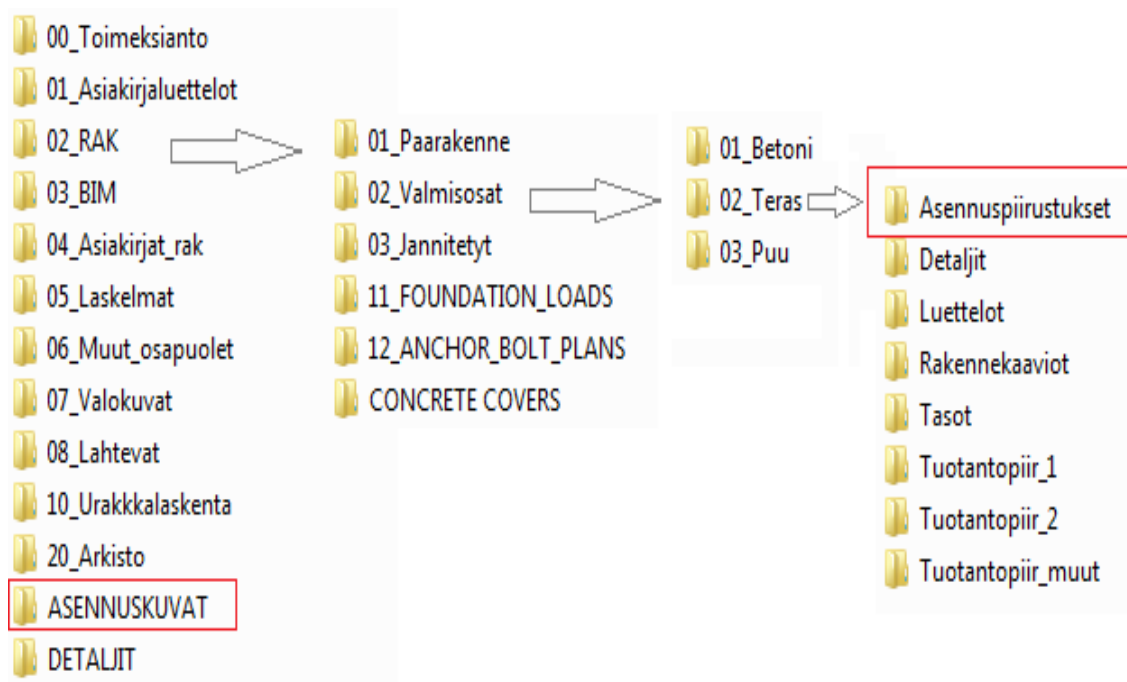 00_Toimeksianto
01_Asiakirjaluettelot
02_RAK
03_BIM
04_Asiakirjat_rak
05_Laskelmat
06_Muut_osapuolet
07_Valokuvat
08_Lahtevat
10_Urakkkalaskenta
20_Arkisto
ASENNUSKUVAT
DETALJIT
01_Paarakenne
02_Valmisosat
03_Jannitetyt
11_FOUNDATION_LOADS
12_ANCHOR_BOLT_PLANS
CONCRETE COVERS
01_Betoni
02_Teras
03_Puu
Asennuspiirustukset
Detaljit
Luettelot
Rakennekaaviot
Tasot
Tuotantopiir_1
Tuotantopiir_2
Tuotantopiir_muut